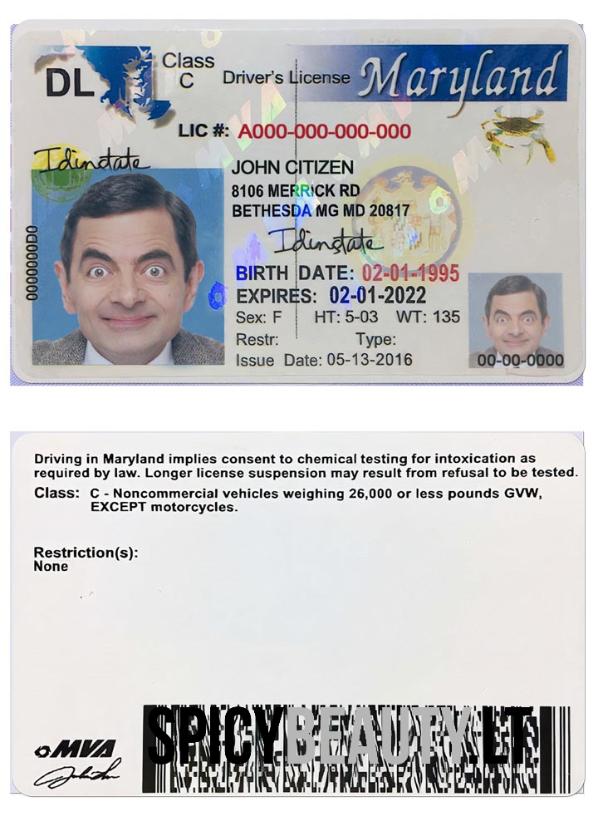 DL
Class
C
Driver's License
Maryland
LIC #: A000-000-000-000
Idinstate
JOHN CITIZEN
8106 MERRICK RD
BETHESDA MG MD 20817
Idinstate
0000000D0
BIRTH DATE: 02-01-1995
EXPIRES: 02-01-2022
Sex: F HT: 5-03 WT: 135
Restr: Type:
Issue Date: 05-13-2016
00-00-0000
Driving in Maryland implies consent to chemical testing for intoxication as
required by law. Longer license suspension may result from refusal to be tested.
Class: C - Noncommercial vehicles weighing 26,000 or less pounds GVW,
EXCEPT motorcycles.
Restriction(s):
None
MVA
SPICYBEAUTY.LT